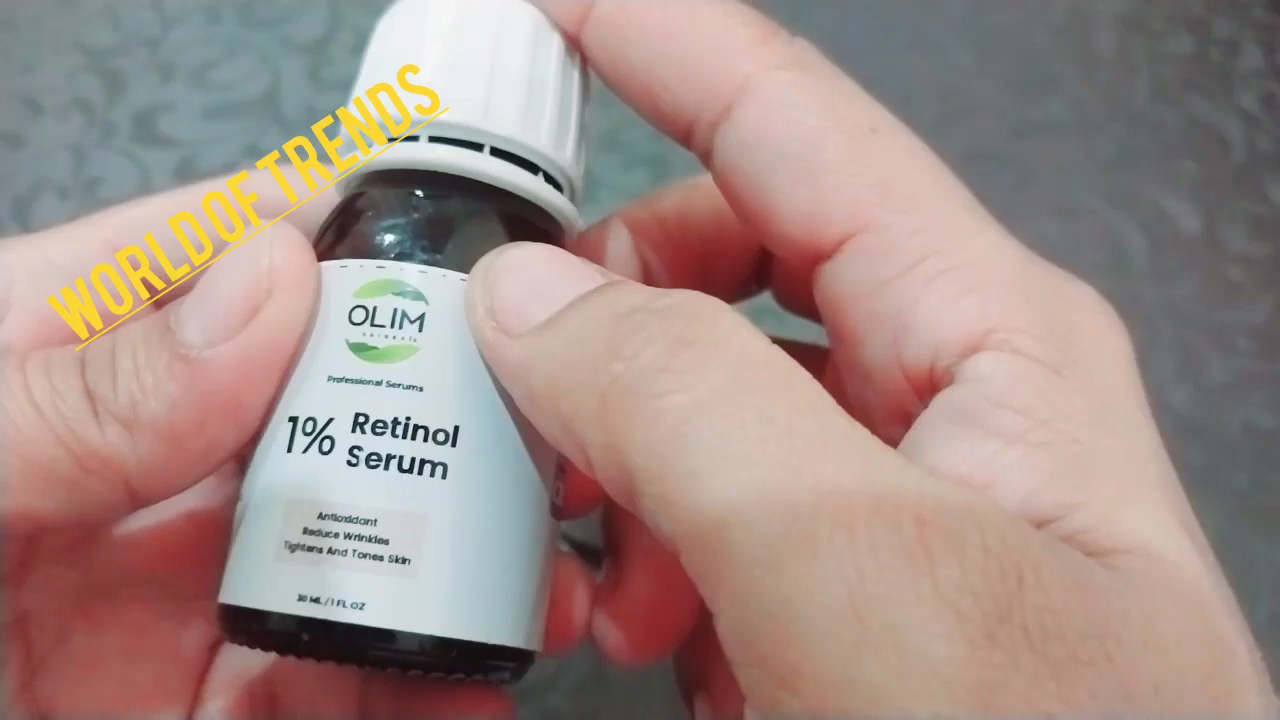 WORLD OF TRENDS
OLIM
NATURALS
Professional Serums
1% Retinol
Serum
Antioxidant
Reduce Wrinkles
Tightens And Tones Skin
30 ML / 1 FL OZ